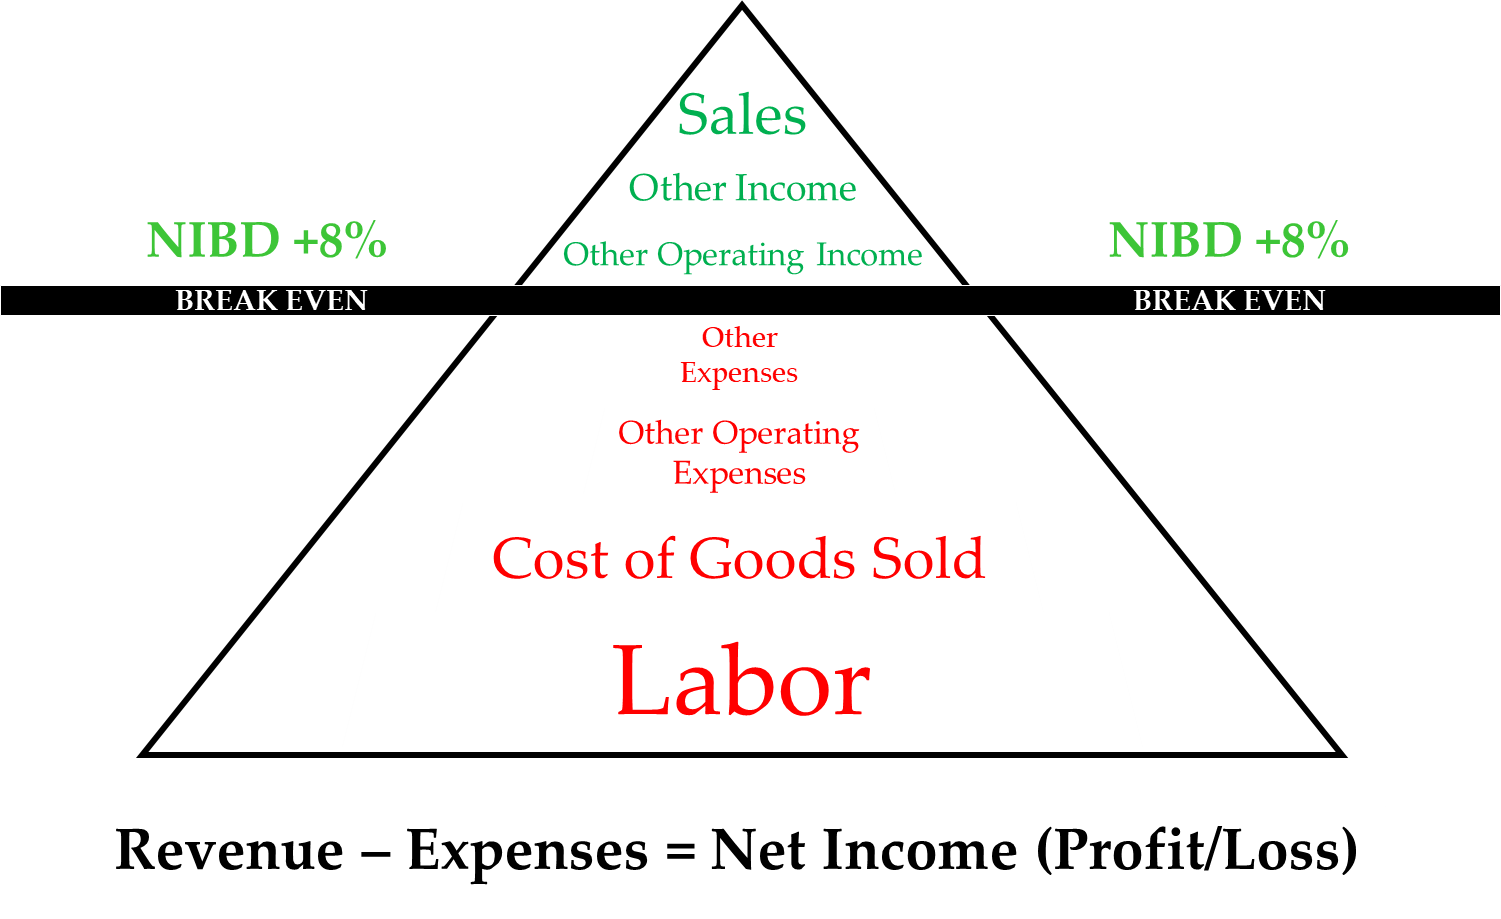 Sales
Other Income
Other Operating Income
NIBD +8%
NIBD +8%
BREAK EVEN
BREAK EVEN
Other
Expenses
Other Operating
Expenses
Cost of Goods Sold
Labor
Revenue – Expenses = Net Income (Profit/Loss)